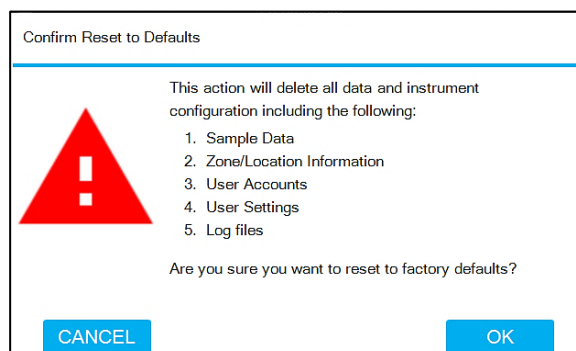 Confirm Reset to Defaults
This action will delete all data and instrument
configuration including the following:
1. Sample Data
2. Zone/Location Information
3. User Accounts
4. User Settings
5. Log files
Are you sure you want to reset to factory defaults?
CANCEL
OK